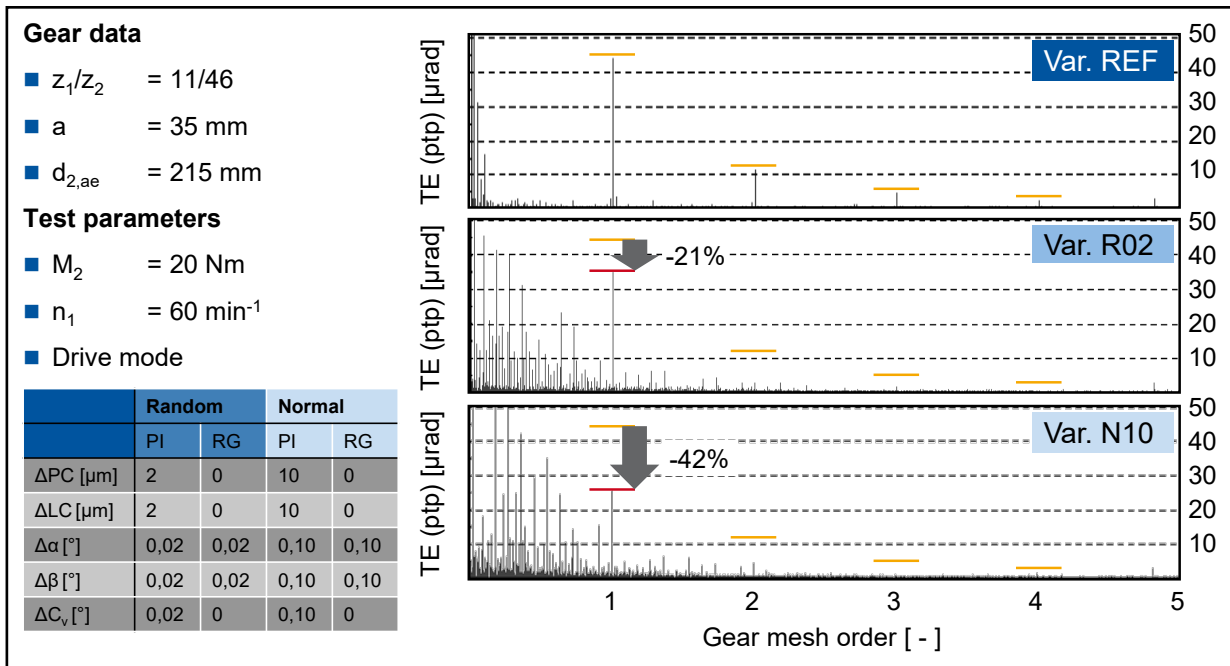 Gear data
z1/z2 = 11/46
a = 35 mm
d2,ae = 215 mm
Test parameters
M2 = 20 Nm
n1 = 60 min-1
Drive mode
Random Normal
PI RG PI RG
ΔPC [µm] 2 0 10 0
ΔLC [µm] 2 0 10 0
Δα [°] 0,02 0,02 0,10 0,10
Δβ [°] 0,02 0,02 0,10 0,10
ΔCv [°] 0,02 0 0,10 0
TE (ptp) [µrad]
Var. REF
50
40
30
20
10
TE (ptp) [µrad]
Var. R02
-21%
50
40
30
20
10
TE (ptp) [µrad]
Var. N10
-42%
50
40
30
20
10
1 2 3 4 5
Gear mesh order [ - ]